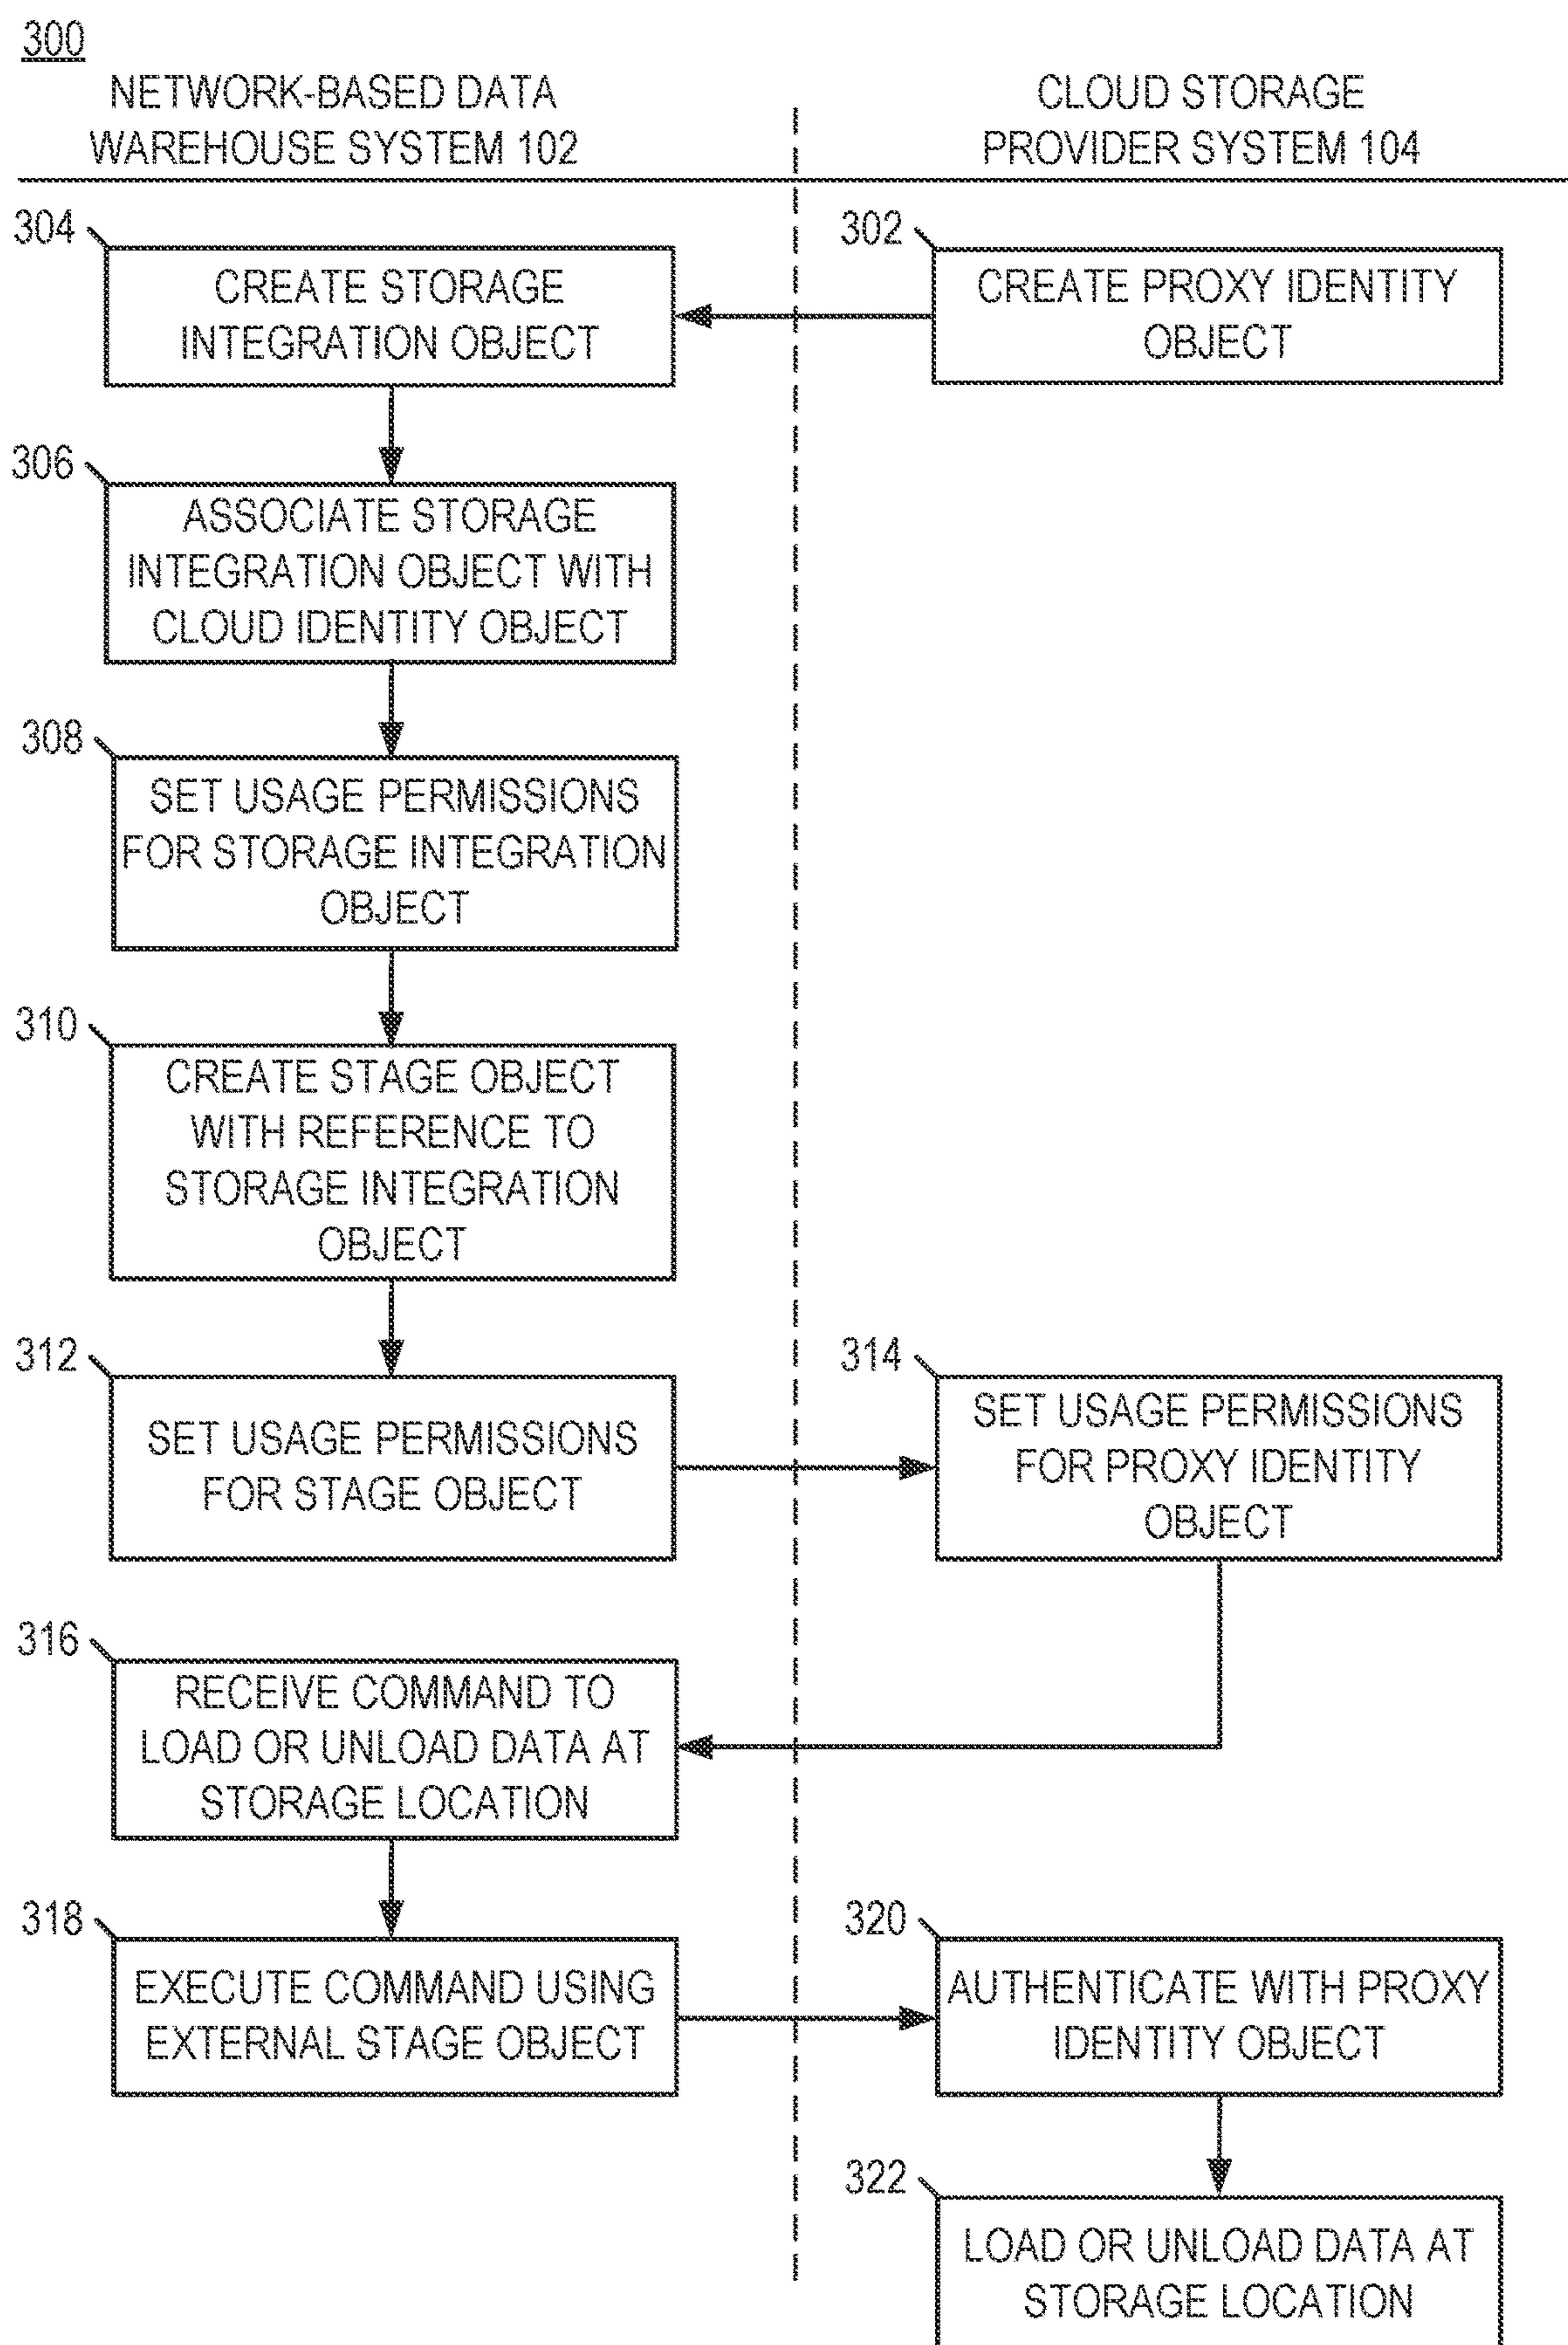 300
NETWORK-BASED DATA
WAREHOUSE SYSTEM 102
CLOUD STORAGE
PROVIDER SYSTEM 104
304
CREATE STORAGE
INTEGRATION OBJECT
302
CREATE PROXY IDENTITY
OBJECT
306
ASSOCIATE STORAGE
INTEGRATION OBJECT WITH
CLOUD IDENTITY OBJECT
308
SET USAGE PERMISSIONS
FOR STORAGE INTEGRATION
OBJECT
310
CREATE STAGE OBJECT
WITH REFERENCE TO
STORAGE INTEGRATION
OBJECT
312
SET USAGE PERMISSIONS
FOR STAGE OBJECT
314
SET USAGE PERMISSIONS
FOR PROXY IDENTITY
OBJECT
316
RECEIVE COMMAND TO
LOAD OR UNLOAD DATA AT
STORAGE LOCATION
318
EXECUTE COMMAND USING
EXTERNAL STAGE OBJECT
320
AUTHENTICATE WITH PROXY
IDENTITY OBJECT
322
LOAD OR UNLOAD DATA AT
STORAGE LOCATION